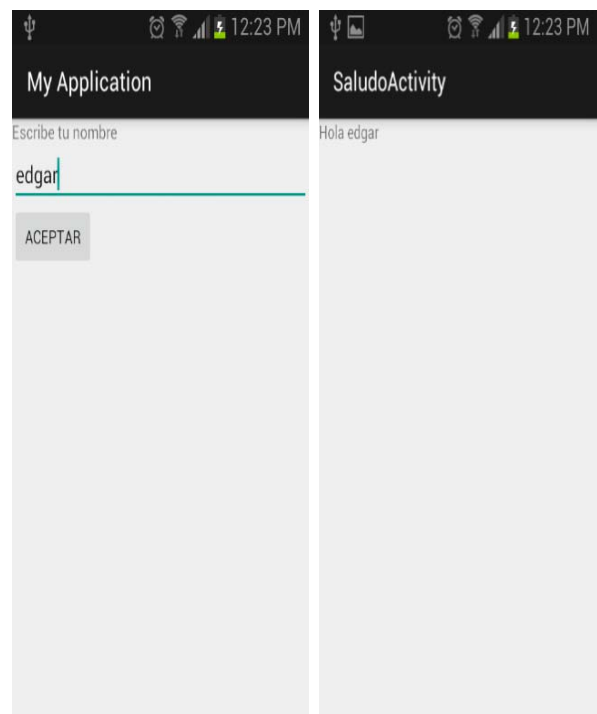 12:23 PM
My Application
Escribe tu nombre
edgar
ACEPTAR
12:23 PM
SaludoActivity
Hola edgar